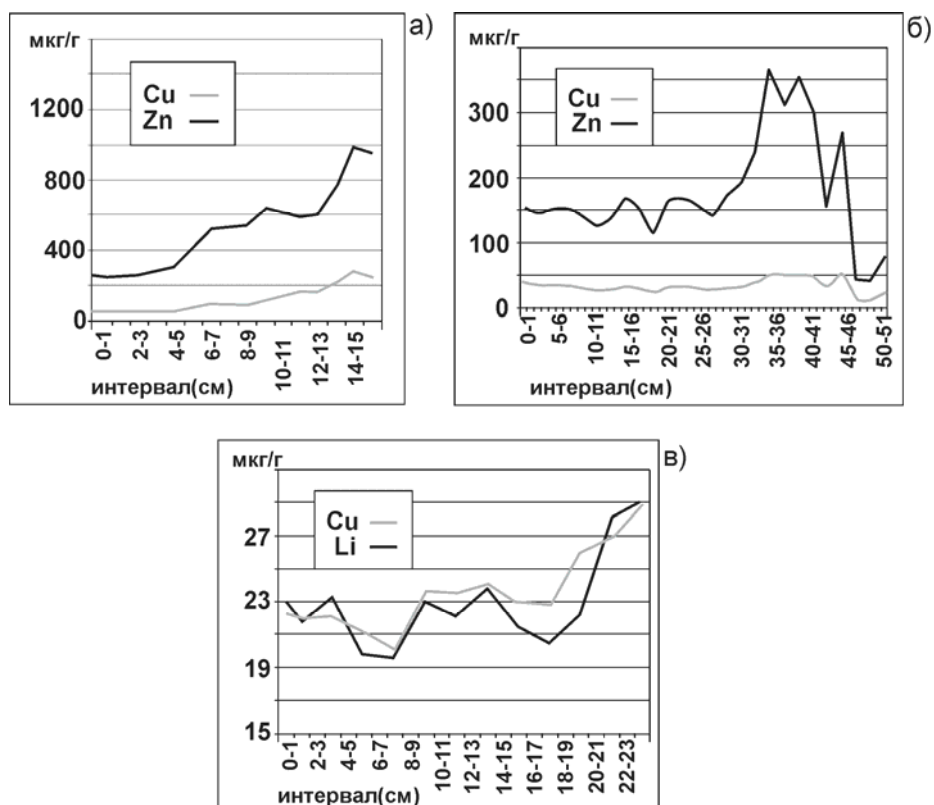 а)
мкг/г
1200
800
400
0
Cu
Zn
0-1 2-3 4-5 6-7 8-9 10-11 12-13 14-15
интервал(см)
б)
мкг/г
300
200
100
0
Cu
Zn
0-1 5-6 10-11 15-16 20-21 25-26 30-31 35-36 40-41 45-46 50-51
интервал(см)
в)
мкг/г
27
23
19
15
Cu
Li
0-1 2-3 4-5 6-7 8-9 10-11 12-13 14-15 16-17 18-19 20-21 22-23
интервал(см)